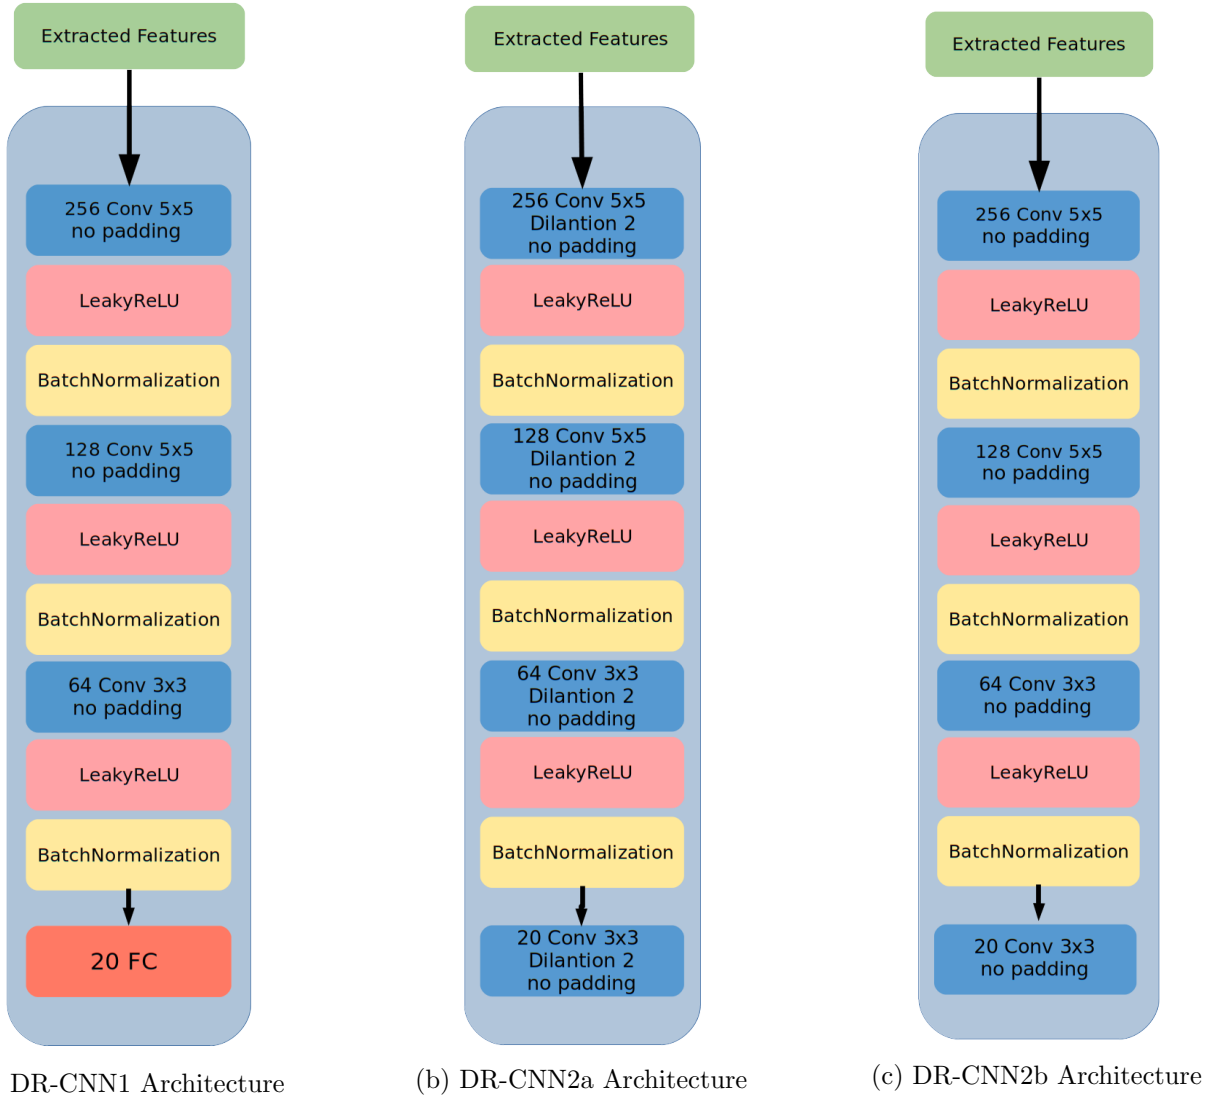 Extracted Features
256 Conv 5x5
no padding
LeakyReLU
BatchNormalization
128 Conv 5x5
no padding
LeakyReLU
BatchNormalization
64 Conv 3x3
no padding
LeakyReLU
BatchNormalization
20 FC
DR-CNN1 Architecture
Extracted Features
256 Conv 5x5
Dilantion 2
no padding
LeakyReLU
BatchNormalization
128 Conv 5x5
Dilantion 2
no padding
LeakyReLU
BatchNormalization
64 Conv 3x3
Dilantion 2
no padding
LeakyReLU
BatchNormalization
20 Conv 3x3
Dilantion 2
no padding
(b) DR-CNN2a Architecture
Extracted Features
256 Conv 5x5
no padding
LeakyReLU
BatchNormalization
128 Conv 5x5
no padding
LeakyReLU
BatchNormalization
64 Conv 3x3
no padding
LeakyReLU
BatchNormalization
20 Conv 3x3
no padding
(c) DR-CNN2b Architecture